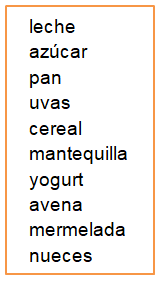 leche
azúcar
pan
uvas
cereal
mantequilla
yogurt
avena
mermelada
nueces